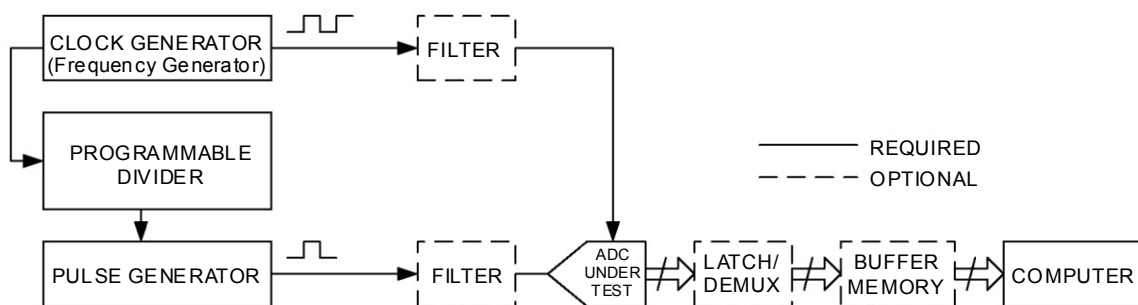 CLOCK GENERATOR
(Frequency Generator)
FILTER
PROGRAMMABLE
DIVIDER
REQUIRED
OPTIONAL
PULSE GENERATOR
FILTER
ADC
UNDER
TEST
LATCH/
DEMUX
BUFFER
MEMORY
COMPUTER